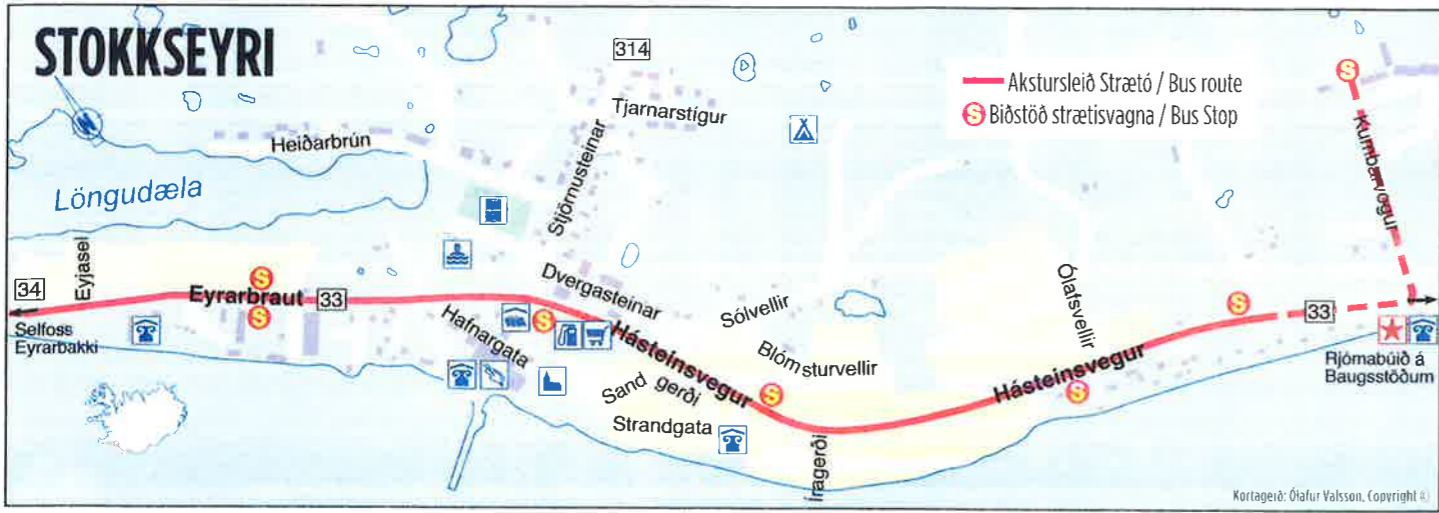 STOKKSEYRI
314
Akstursleið Strætó / Bus route
S Biðstöð strætisvagna / Bus Stop
S
N
Heiðarbrún
Tjarnarstígur
Stjörnusteinar
Kumbarvogur
Löngudæla
Eyjasel
34
S
Eyrarbraut
33
S
Dvergasteinar
Sólvellir
Ólafsvellir
S
33
Selfoss
Eyrarbakki
Hafnargata
S
Hásteinsvegur
Blómsturvellir
Hásteinsvegur
Rjómabúið á
Baugsstöðum
Sand gerði
S
S
Strandgata
Íragerði
Kortagerð: Ólafur Valsson, Copyright